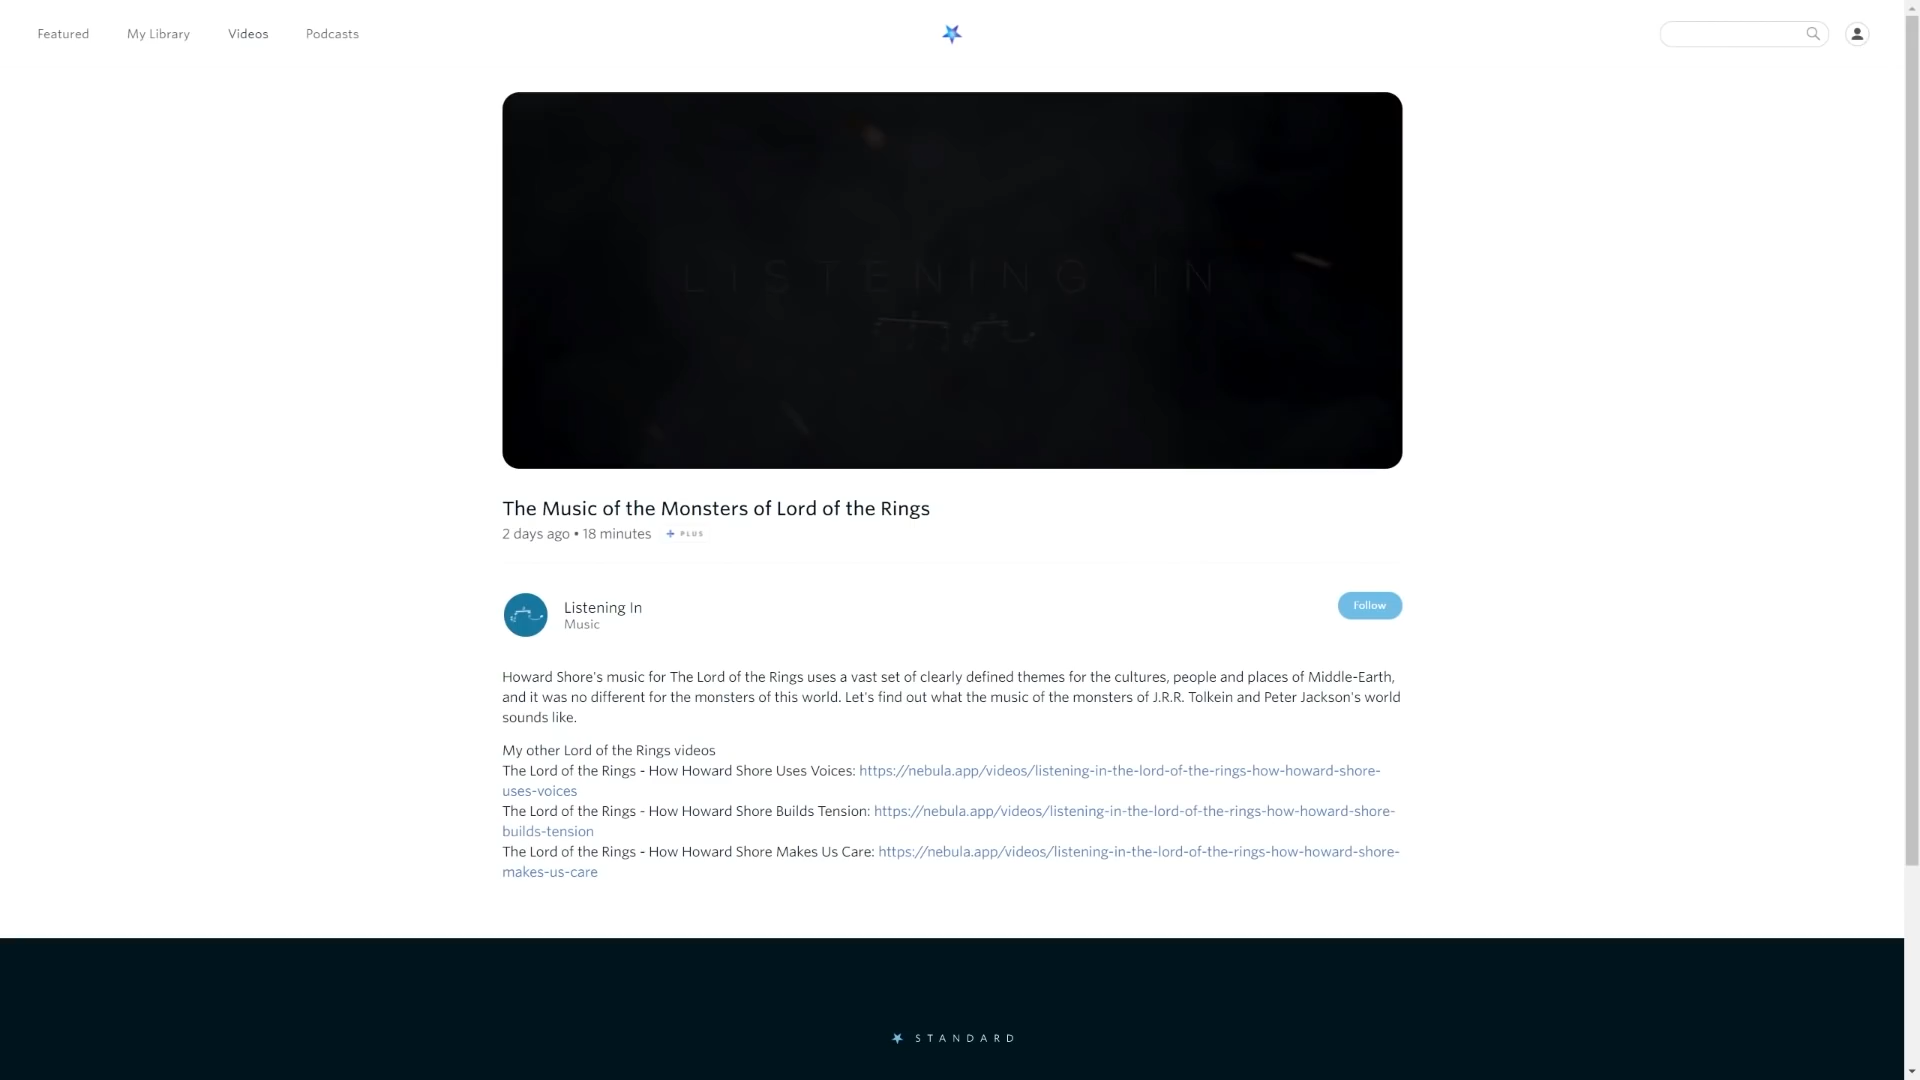 Featured My Library Videos Podcasts
LISTENING IN
The Music of the Monsters of Lord of the Rings
2 days ago • 18 minutes + PLUS
Listening In
Music
Follow
Howard Shore's music for The Lord of the Rings uses a vast set of clearly defined themes for the cultures, people and places of Middle-Earth,
and it was no different for the monsters of this world. Let's find out what the music of the monsters of J.R.R. Tolkein and Peter Jackson's world
sounds like.
My other Lord of the Rings videos
The Lord of the Rings - How Howard Shore Uses Voices: https://nebula.app/videos/listening-in-the-lord-of-the-rings-how-howard-shore-
uses-voices
The Lord of the Rings - How Howard Shore Builds Tension: https://nebula.app/videos/listening-in-the-lord-of-the-rings-how-howard-shore-
builds-tension
The Lord of the Rings - How Howard Shore Makes Us Care: https://nebula.app/videos/listening-in-the-lord-of-the-rings-how-howard-shore-
makes-us-care
STANDARD